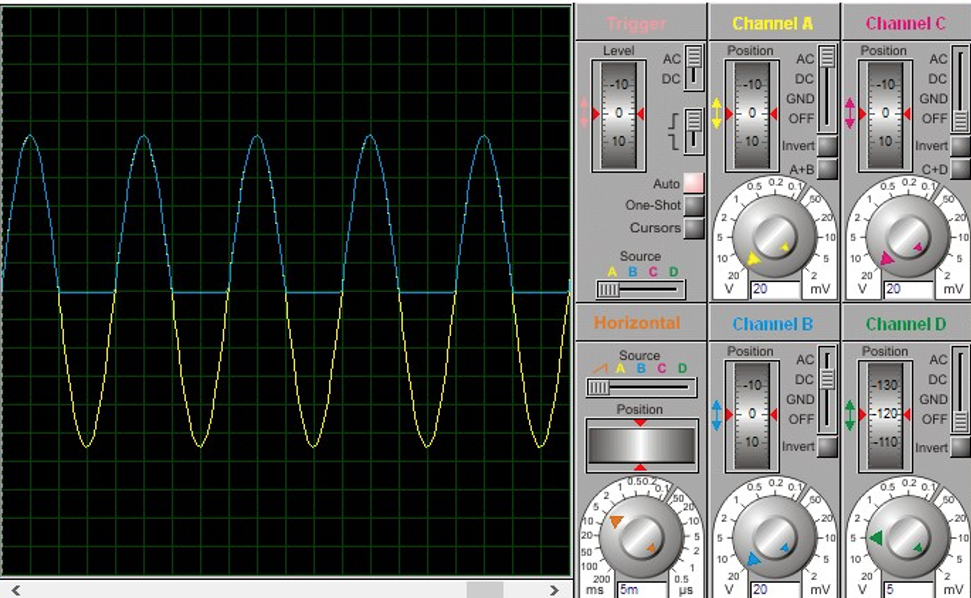 Trigger
Level
AC
DC
-10
0
10
Auto
One-Shot
Cursors
Source
A B C D
Channel A
Position
AC
DC
GND
OFF
-10
0
10
Invert
A+B
0.5 0.2 0.1
1 50
2 20
5 10
10 5
20 2
V 20 mV
Channel C
Position
AC
DC
GND
OFF
-10
0
10
Invert
C+D
0.5 0.2 0.1
1 50
2 20
5 10
10 5
20 2
V 20 mV
Horizontal
Source
A B C D
Position
1 0.5 0.2 0.1
2 50
5 20
10 10
20 5
50 2
100 1
200 0.5
ms 5m µs
Channel B
Position
AC
DC
GND
OFF
-10
0
10
Invert
0.5 0.2 0.1
1 50
2 20
5 10
10 5
20 2
V 20 mV
Channel D
Position
AC
DC
GND
OFF
-130
-120
-110
Invert
0.5 0.2 0.1
1 50
2 20
5 10
10 5
20 2
V 5 mV